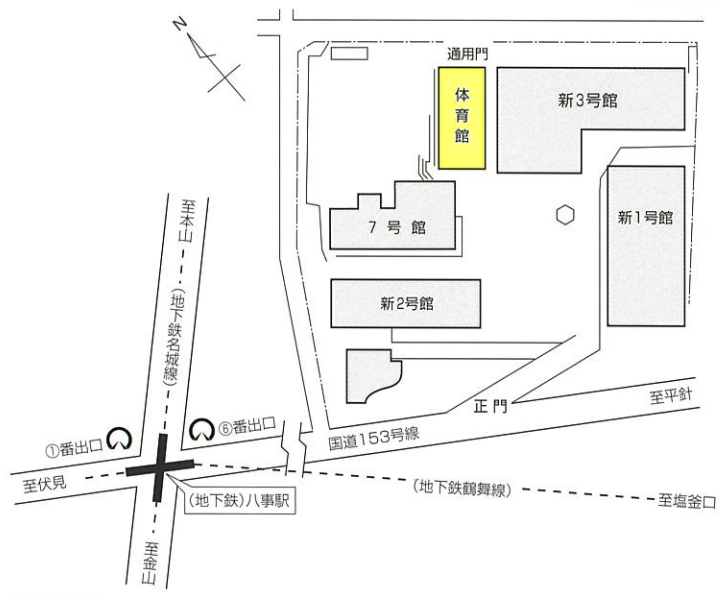 N
通用門
体育館
新3号館
7号館
新1号館
新2号館
正門
至本山
(地下鉄名城線)
①番出口
⑥番出口
国道153号線
至平針
至伏見
(地下鉄)八事駅
(地下鉄鶴舞線)
至塩釜口
至金山